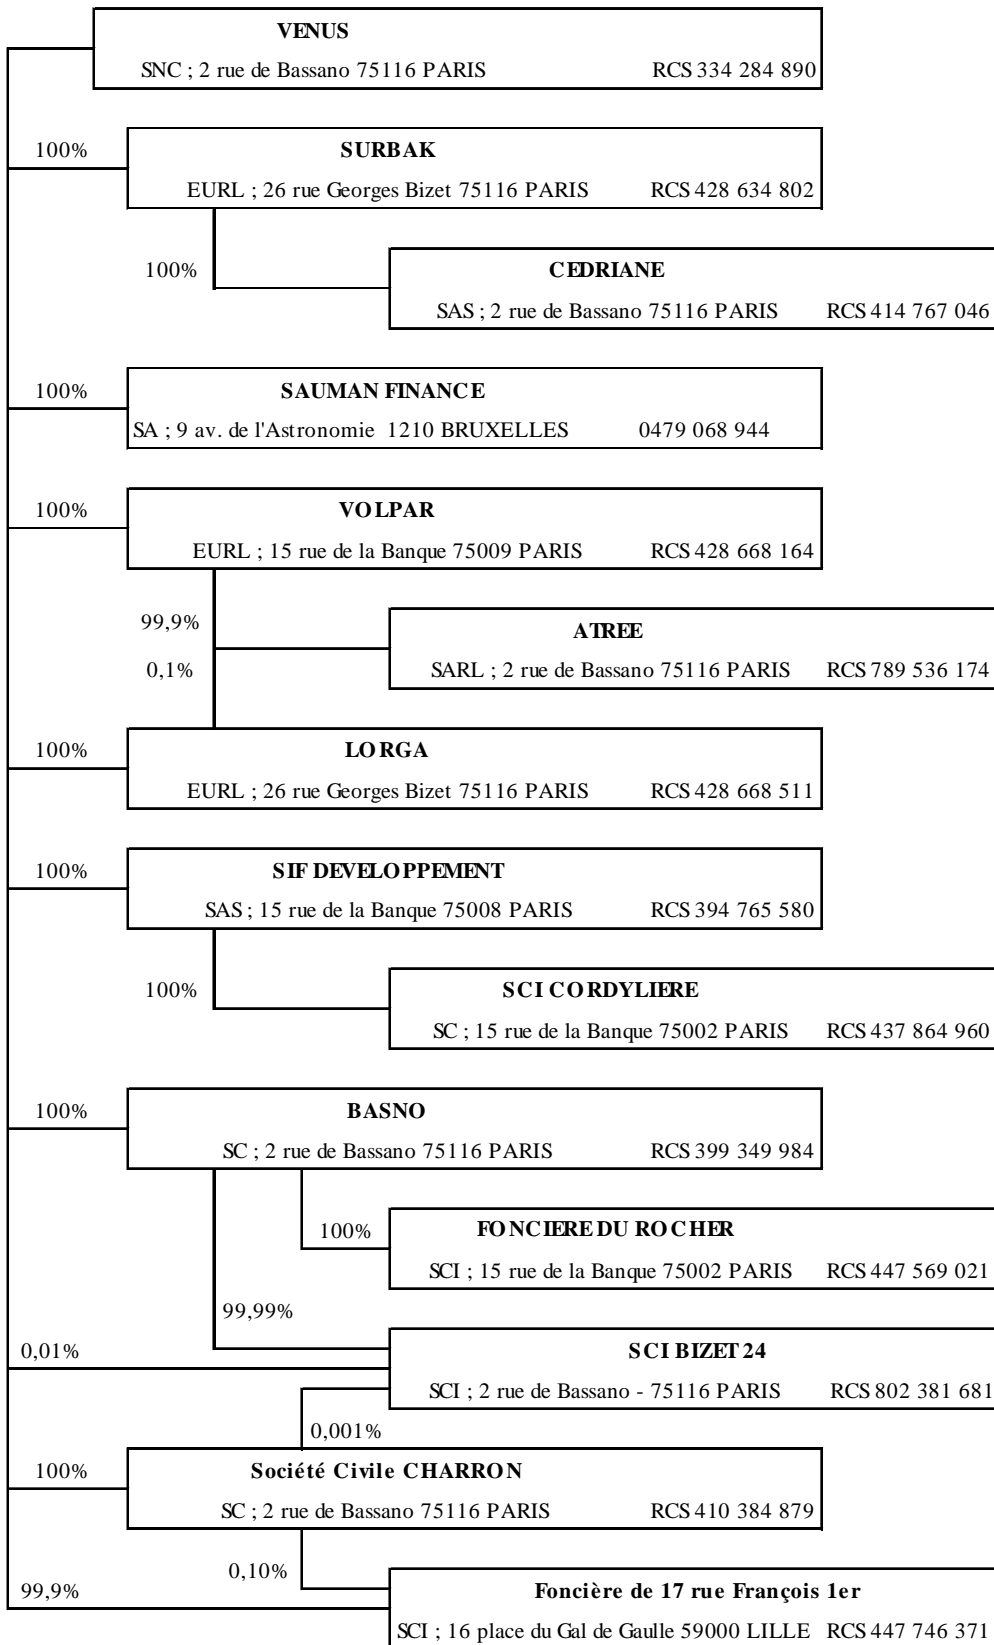 VENUS
SNC ; 2 rue de Bassano 75116 PARIS RCS 334 284 890
100%
SURBAK
EURL ; 26 rue Georges Bizet 75116 PARIS RCS 428 634 802
100%
CEDRIANE
SAS ; 2 rue de Bassano 75116 PARIS RCS 414 767 046
100%
SAUMAN FINANCE
SA ; 9 av. de l'Astronomie 1210 BRUXELLES 0479 068 944
100%
VOLPAR
EURL ; 15 rue de la Banque 75009 PARIS RCS 428 668 164
99,9%
ATREE
0,1%
SARL ; 2 rue de Bassano 75116 PARIS RCS 789 536 174
100%
LORGA
EURL ; 26 rue Georges Bizet 75116 PARIS RCS 428 668 511
100%
SIF DEVELOPPEMENT
SAS ; 15 rue de la Banque 75008 PARIS RCS 394 765 580
100%
SCI CORDYLIERE
SC ; 15 rue de la Banque 75002 PARIS RCS 437 864 960
100%
BASNO
SC ; 2 rue de Bassano 75116 PARIS RCS 399 349 984
100%
FONCIERE DU ROCHER
SCI ; 15 rue de la Banque 75002 PARIS RCS 447 569 021
99,99%
0,01%
SCI BIZET 24
SCI ; 2 rue de Bassano - 75116 PARIS RCS 802 381 681
0,001%
100%
Société Civile CHARRON
SC ; 2 rue de Bassano 75116 PARIS RCS 410 384 879
0,10%
99,9%
Foncière de 17 rue François 1er
SCI ; 16 place du Gal de Gaulle 59000 LILLE RCS 447 746 371